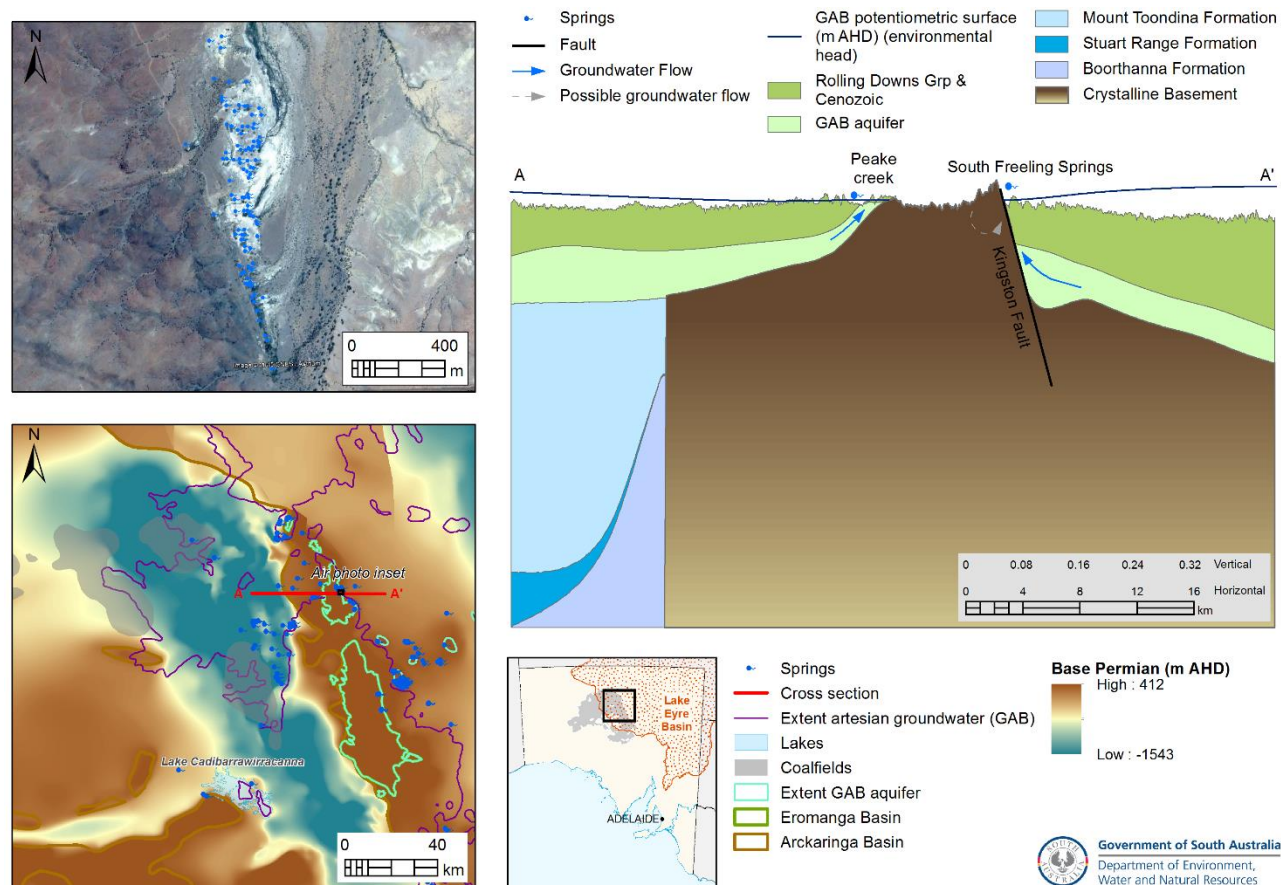 N
0 400
m
Springs
Fault
Groundwater Flow
Possible groundwater flow
GAB potentiometric surface
(m AHD) (environmental
head)
Rolling Downs Grp &
Cenozoic
GAB aquifer
Mount Toondina Formation
Stuart Range Formation
Boorthanna Formation
Crystalline Basement
A
Peake
creek
South Freeling Springs
A'
Kingston Fault
0 0.08 0.16 0.24 0.32 Vertical
0 4 8 12 16 Horizontal
km
N
Air photo inset
A A'
Lake Cadibarrawirracanna
0 40
km
Lake
Eyre
Basin
ADELAIDE
Springs
Cross section
Extent artesian groundwater (GAB)
Lakes
Coalfields
Extent GAB aquifer
Eromanga Basin
Arckaringa Basin
Base Permian (m AHD)
High : 412
Low : -1543
SOUTH AUSTRALIA
Government of South Australia
Department of Environment,
Water and Natural Resources